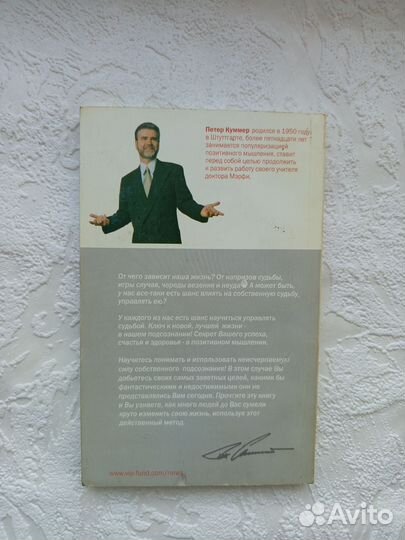 Петер Куммер родился в 1950 году
в Штутгарте, более пятнадцати лет
занимается популяризацией
позитивного мышления, ставит
перед собой целью продолжить
и развить работу своего учителя
доктора Мэрфи.
От чего зависит наша жизнь? От капризов судьбы,
игры случая, череды везения и неудач? А может быть,
у нас все-таки есть шанс влиять на собственную судьбу,
управлять ею?
У каждого из нас есть шанс научиться управлять
судьбой. Ключ к новой, лучшей жизни -
в нашем подсознании! Секрет Вашего успеха,
счастья и здоровья - в позитивном мышлении.
Научитесь понимать и использовать неисчерпаемую
силу собственного подсознания! В этом случае Вы
добьетесь своих самых заветных целей, какими бы
фантастическими и недостижимыми они не
представлялись Вам сегодня. Прочтите эту книгу
и Вы узнаете, как много людей до Вас сумели
круто изменить свою жизнь, используя этот
действенный метод.
Avito